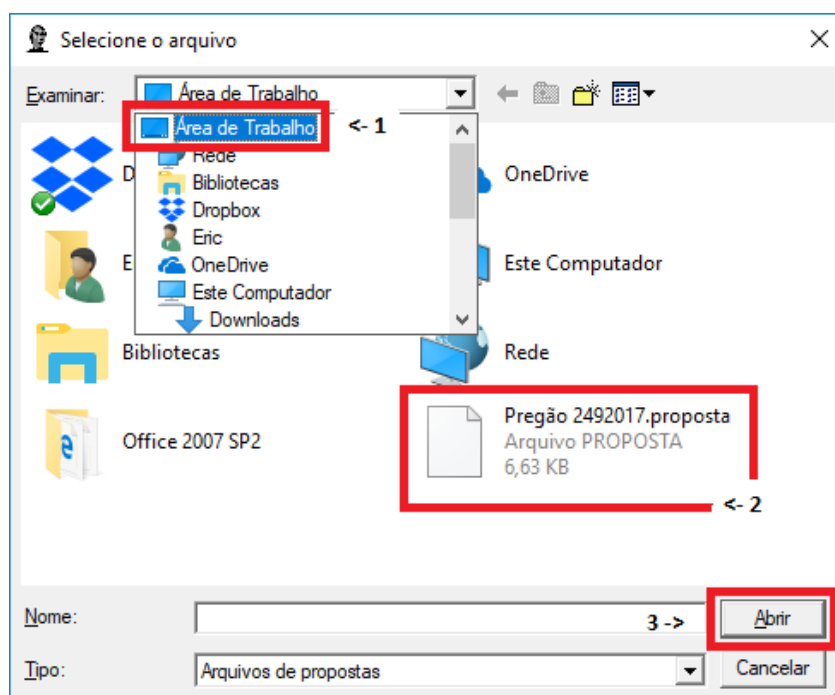 Selecione o arquivo
Examinar: Área de Trabalho
Área de Trabalho <- 1
Rede
Bibliotecas
Dropbox
Eric
OneDrive
Este Computador
Downloads
D
OneDrive
E
Este Computador
Bibliotecas
Rede
Office 2007 SP2
Pregão 2492017.proposta
Arquivo PROPOSTA
6,63 KB
<- 2
Nome: 3 -> Abrir
Tipo: Arquivos de propostas Cancelar